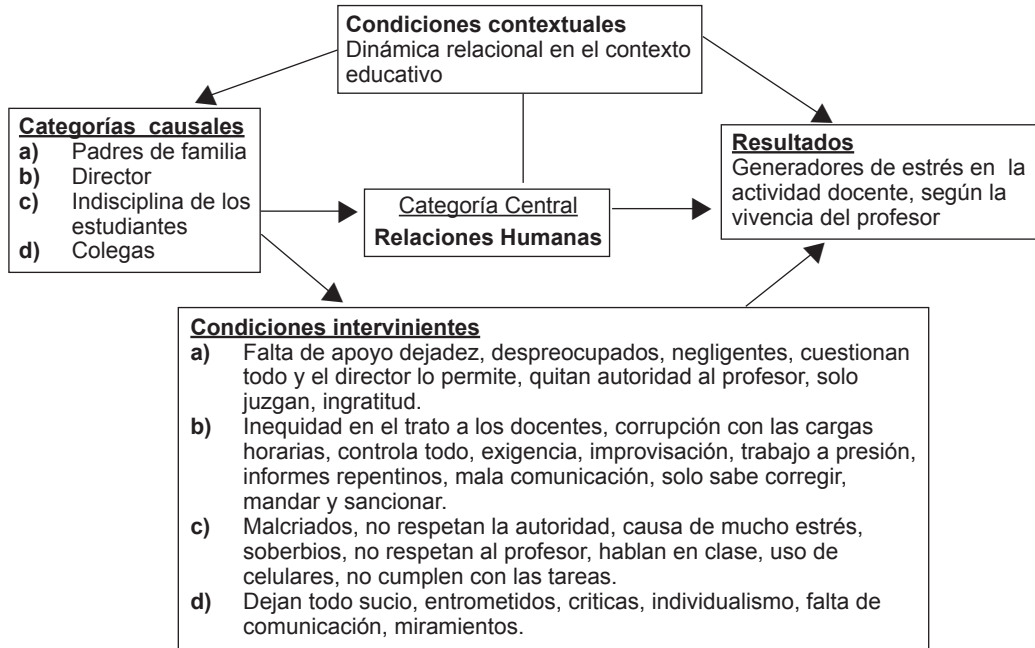 Condiciones contextuales
Dinámica relacional en el contexto
educativo
Categorías causales
a) Padres de familia
b) Director
c) Indisciplina de los
estudiantes
d) Colegas
Categoría Central
Relaciones Humanas
Resultados
Generadores de estrés en la
actividad docente, según la
vivencia del profesor
Condiciones intervinientes
a) Falta de apoyo dejadez, despreocupados, negligentes, cuestionan
todo y el director lo permite, quitan autoridad al profesor, solo
juzgan, ingratitud.
b) Inequidad en el trato a los docentes, corrupción con las cargas
horarias, controla todo, exigencia, improvisación, trabajo a presión,
informes repentinos, mala comunicación, solo sabe corregir,
mandar y sancionar.
c) Malcriados, no respetan la autoridad, causa de mucho estrés,
soberbios, no respetan al profesor, hablan en clase, uso de
celulares, no cumplen con las tareas.
d) Dejan todo sucio, entrometidos, criticas, individualismo, falta de
comunicación, miramientos.